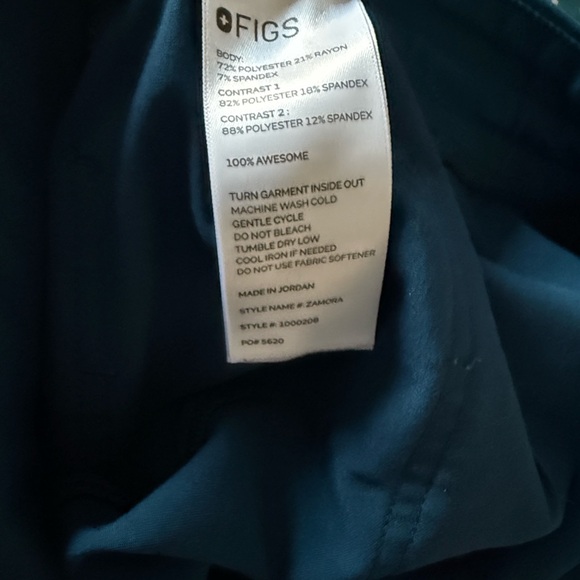 FIGS
BODY:
72% POLYESTER 21% RAYON
7% SPANDEX
CONTRAST 1
82% POLYESTER 18% SPANDEX
CONTRAST 2 :
88% POLYESTER 12% SPANDEX
100% AWESOME
TURN GARMENT INSIDE OUT
MACHINE WASH COLD
GENTLE CYCLE
DO NOT BLEACH
TUMBLE DRY LOW
COOL IRON IF NEEDED
DO NOT USE FABRIC SOFTENER
MADE IN JORDAN
STYLE NAME #: ZAMORA
STYLE #: 1000208
PO# 5620